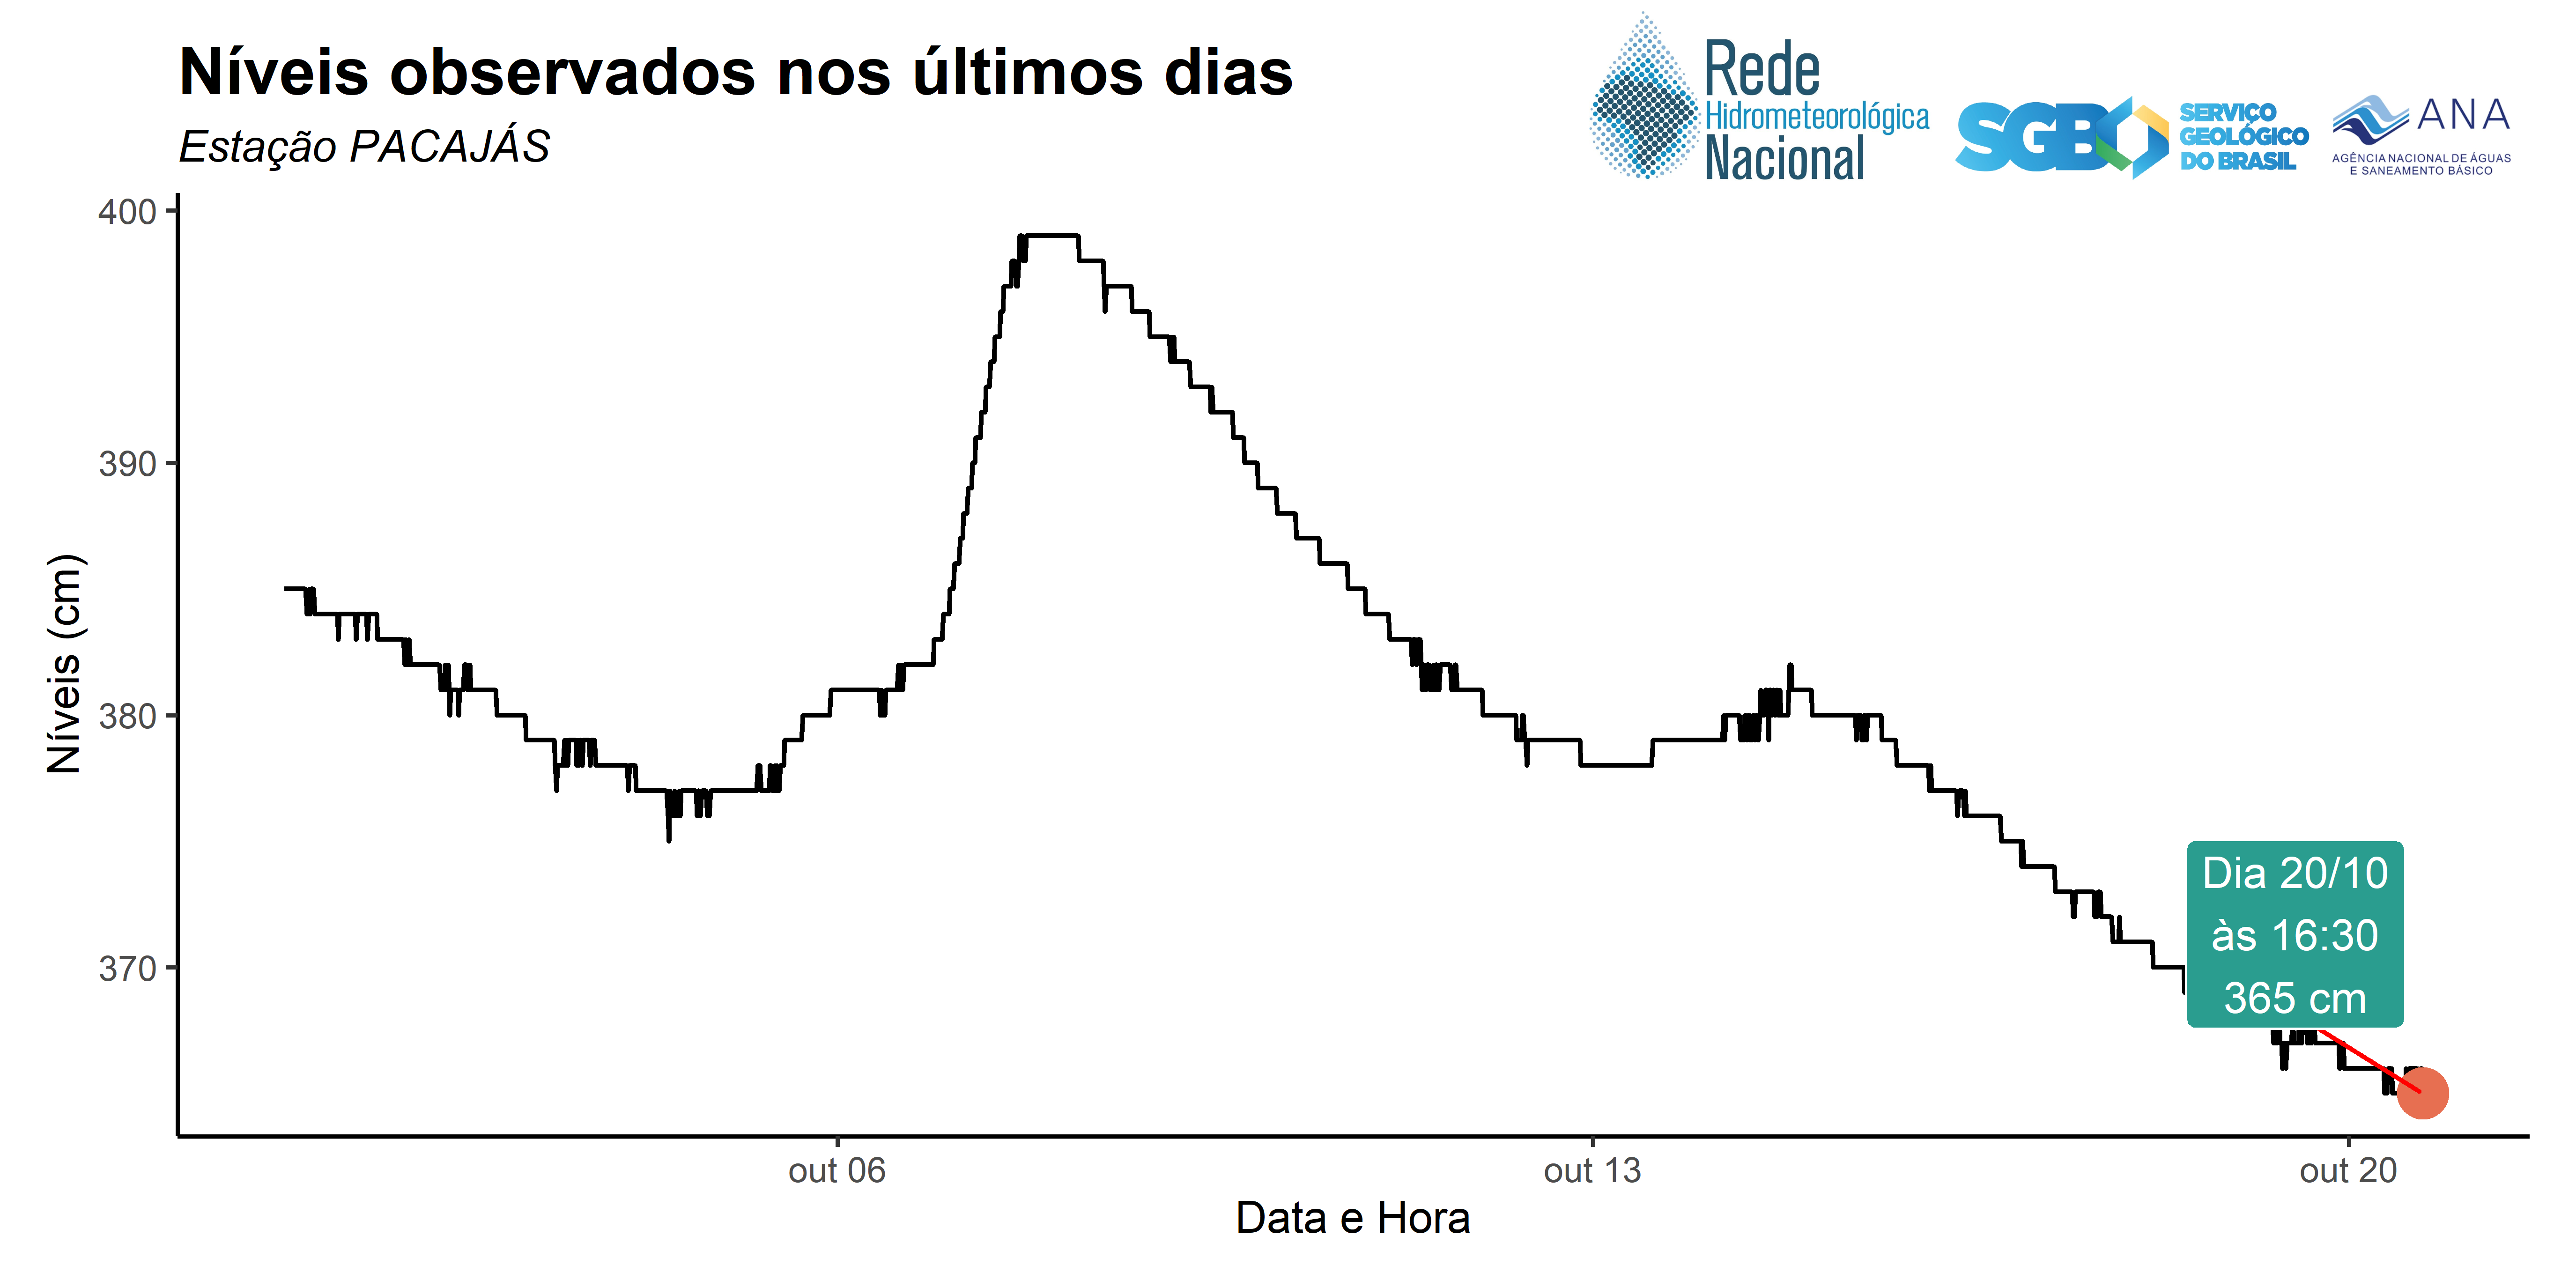 Níveis observados nos últimos dias
Estação PACAJÁS
Rede
Hidrometeorológica
Nacional
SGB
SERVIÇO
GEOLÓGICO
DO BRASIL
ANA
AGÊNCIA NACIONAL DE ÁGUAS
E SANEAMENTO BÁSICO
400
390
380
370
Níveis (cm)
Dia 20/10
às 16:30
365 cm
out 06
out 13
out 20
Data e Hora